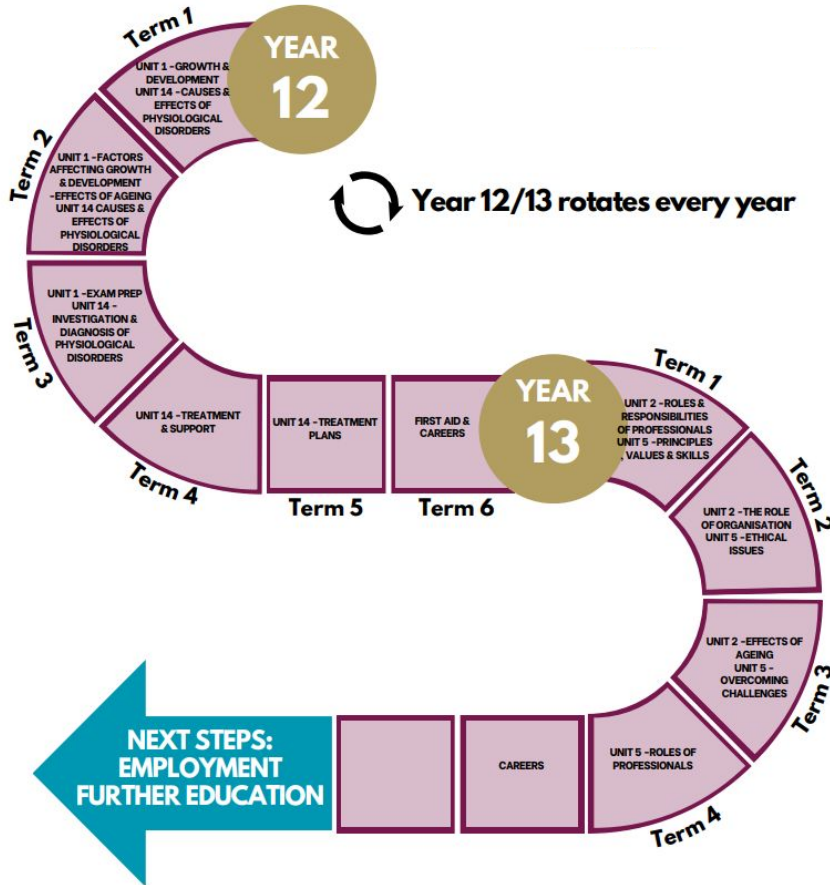 Term 1
YEAR
12
UNIT 1 -GROWTH &
DEVELOPMENT
UNIT 14 -CAUSES &
EFFECTS OF
PHYSIOLOGICAL
DISORDERS
Term 2
UNIT 1 -FACTORS
AFFECTING GROWTH
& DEVELOPMENT
-EFFECTS OF AGEING
UNIT 14 CAUSES &
EFFECTS OF
PHYSIOLOGICAL
DISORDERS
Year 12/13 rotates every year
Term 3
UNIT 1 -EXAM PREP
UNIT 14 -
INVESTIGATION &
DIAGNOSIS OF
PHYSIOLOGICAL
DISORDERS
Term 4
UNIT 14 -TREATMENT
& SUPPORT
UNIT 14 -TREATMENT
PLANS
Term 5
FIRST AID &
CAREERS
Term 6
YEAR
13
Term 1
UNIT 2 -ROLES &
RESPONSIBILITIES
OF PROFESSIONALS
UNIT 5 -PRINCIPLES
, VALUES & SKILLS
Term 2
UNIT 2 -THE ROLE
OF ORGANISATION
UNIT 5 -ETHICAL
ISSUES
Term 3
UNIT 2 -EFFECTS OF
AGEING
UNIT 5 -
OVERCOMING
CHALLENGES
Term 4
UNIT 5 -ROLES OF
PROFESSIONALS
CAREERS
NEXT STEPS:
EMPLOYMENT
FURTHER EDUCATION